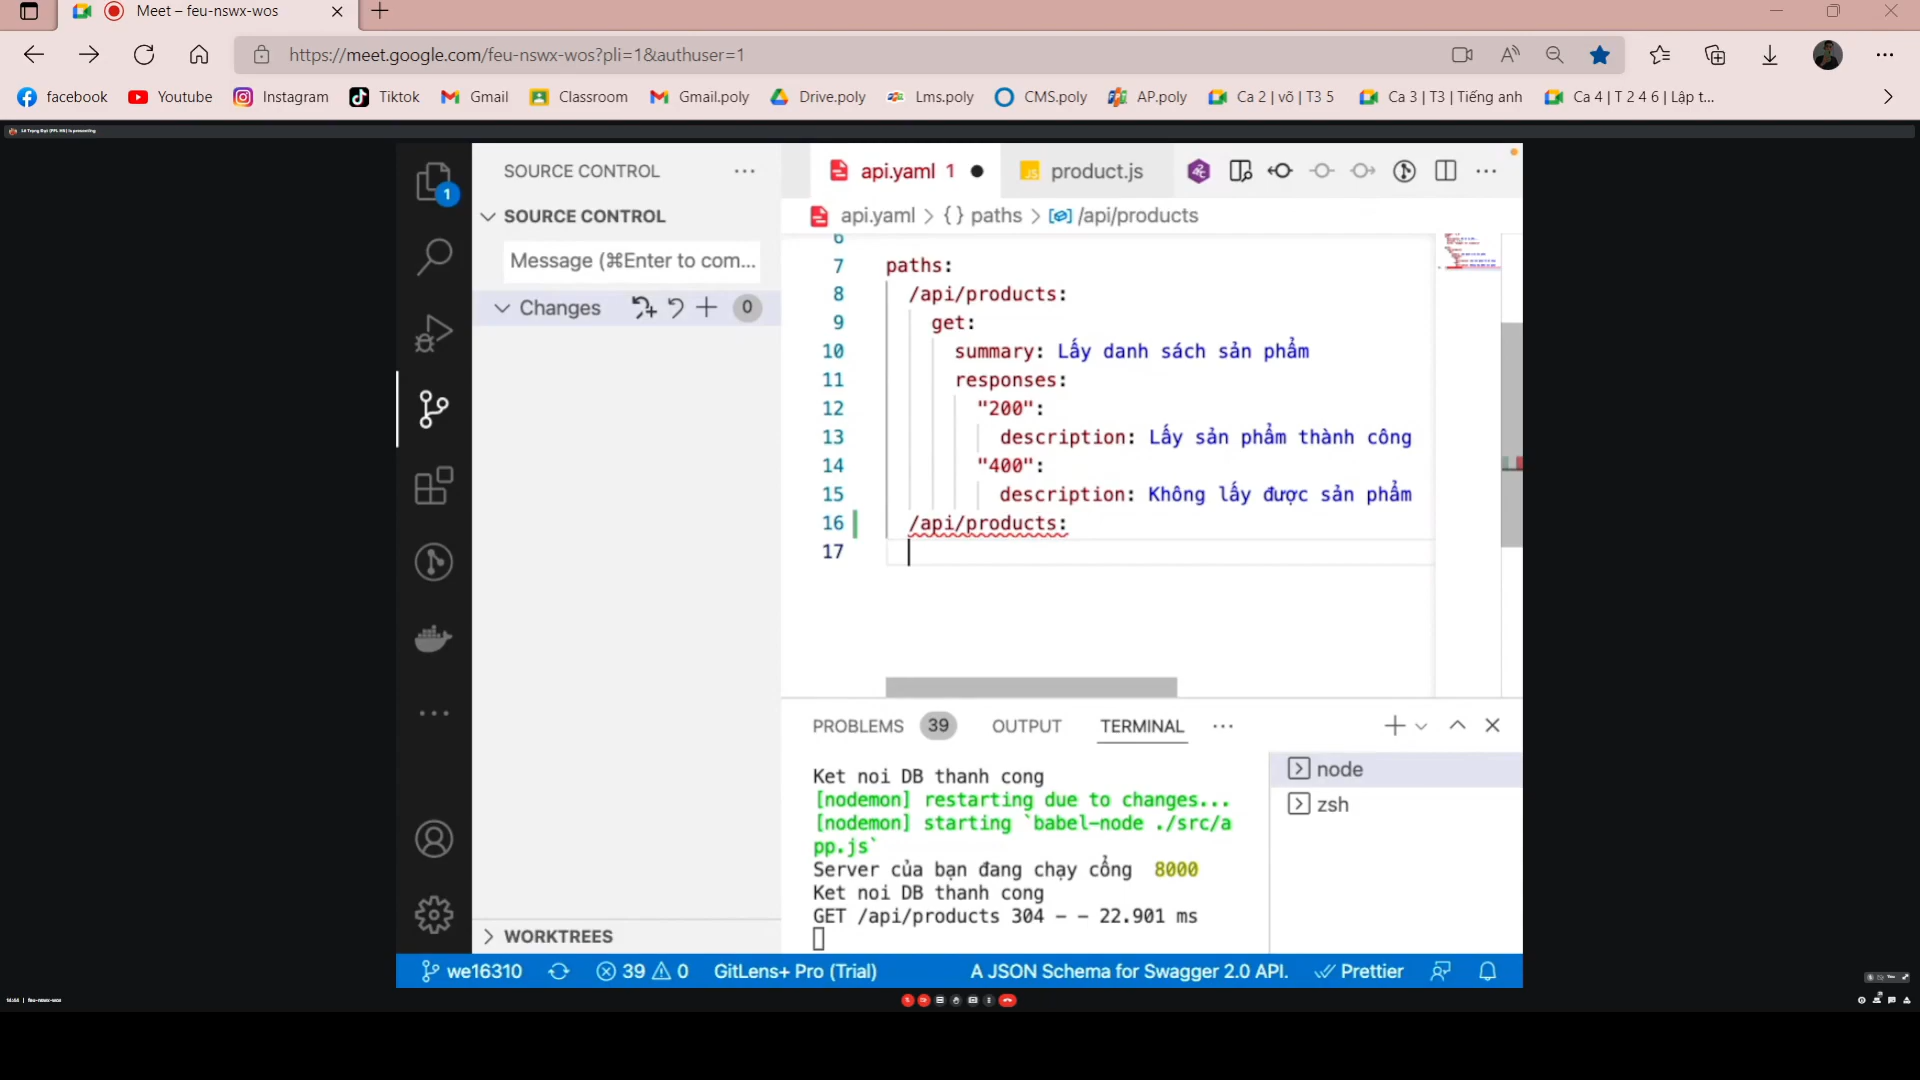 Meet – feu-nswx-wos
https://meet.google.com/feu-nswx-wos?pli=1&authuser=1
facebook Youtube Instagram Tiktok Gmail Classroom Gmail.poly Drive.poly Lms.poly CMS.poly AP.poly Ca 2 | võ | T3 5 Ca 3 | T3 | Tiếng anh Ca 4 | T 2 4 6 | Lập t...
1
SOURCE CONTROL
SOURCE CONTROL
Message (⌘Enter to com...
Changes 0
WORKTREES
api.yaml 1 product.js
api.yaml > {} paths > /api/products
6
7 paths:
8 /api/products:
9 get:
10 summary: Lấy danh sách sản phẩm
11 responses:
12 "200":
13 description: Lấy sản phẩm thành công
14 "400":
15 description: Không lấy được sản phẩm
16 /api/products:
17
PROBLEMS 39 OUTPUT TERMINAL
Ket noi DB thanh cong
[nodemon] restarting due to changes...
[nodemon] starting `babel-node ./src/a
pp.js`
Server của bạn đang chạy cổng 8000
Ket noi DB thanh cong
GET /api/products 304 - - 22.901 ms
node
zsh
we16310 39 0 GitLens+ Pro (Trial) A JSON Schema for Swagger 2.0 API. Prettier
feu-nswx-wos